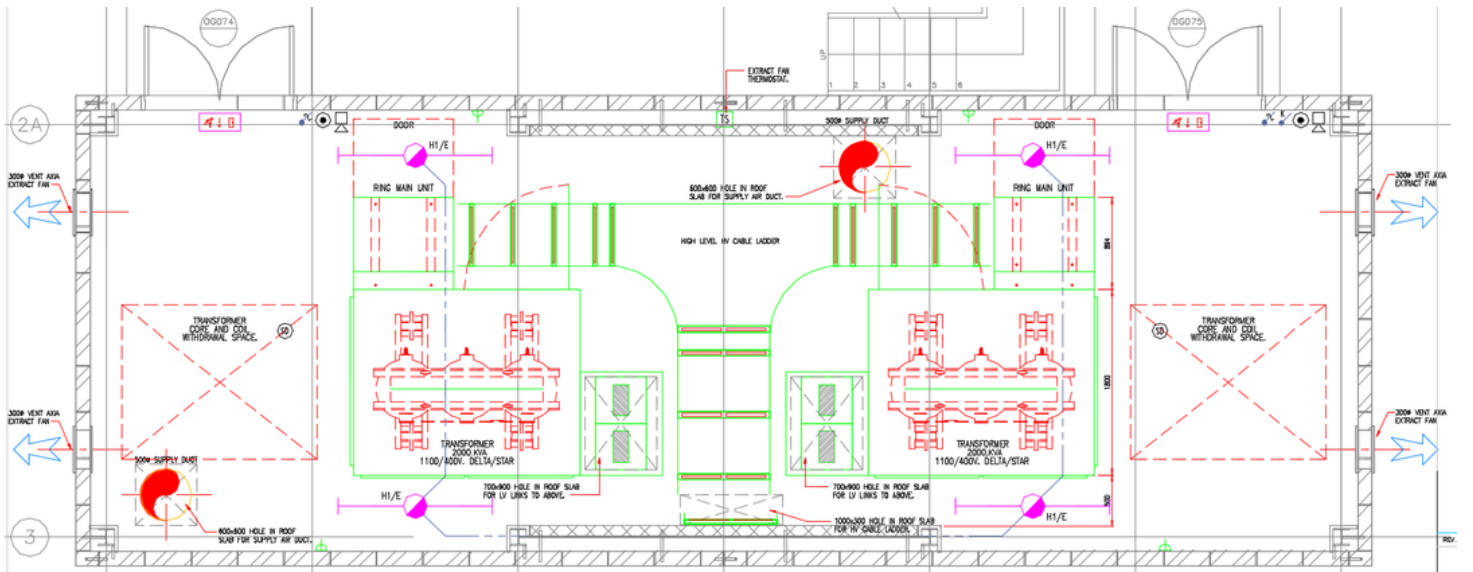 OG074
OG075
UP
1
2
3
4
5
6
EXTRACT FAN
THERMOSTAT.
2A
TS
500ø SUPPLY DUCT
DOOR
DOOR
H1/E
H1/E
300ø VENT AXIA
EXTRACT FAN
300ø VENT AXIA
EXTRACT FAN
RING MAIN UNIT
600x600 HOLE IN ROOF
SLAB FOR SUPPLY AIR DUCT.
RING MAIN UNIT
HIGH LEVEL HV CABLE LADDER
894
TRANSFORMER
CORE AND COIL
WITHDRAWAL SPACE.
SD
TRANSFORMER
CORE AND COIL
WITHDRAWAL SPACE.
SD
1800
300ø VENT AXIA
EXTRACT FAN
300ø VENT AXIA
EXTRACT FAN
TRANSFORMER
2000 KVA
1100/400V. DELTA/STAR
TRANSFORMER
2000 KVA
1100/400V. DELTA/STAR
500ø SUPPLY DUCT
700x900 HOLE IN ROOF SLAB
FOR LV LINKS TO ABOVE.
700x900 HOLE IN ROOF SLAB
FOR LV LINKS TO ABOVE.
H1/E
H1/E
500
600x600 HOLE IN ROOF
SLAB FOR SUPPLY AIR DUCT.
1000x300 HOLE IN ROOF SLAB
FOR HV CABLE LADDER
3
REV.